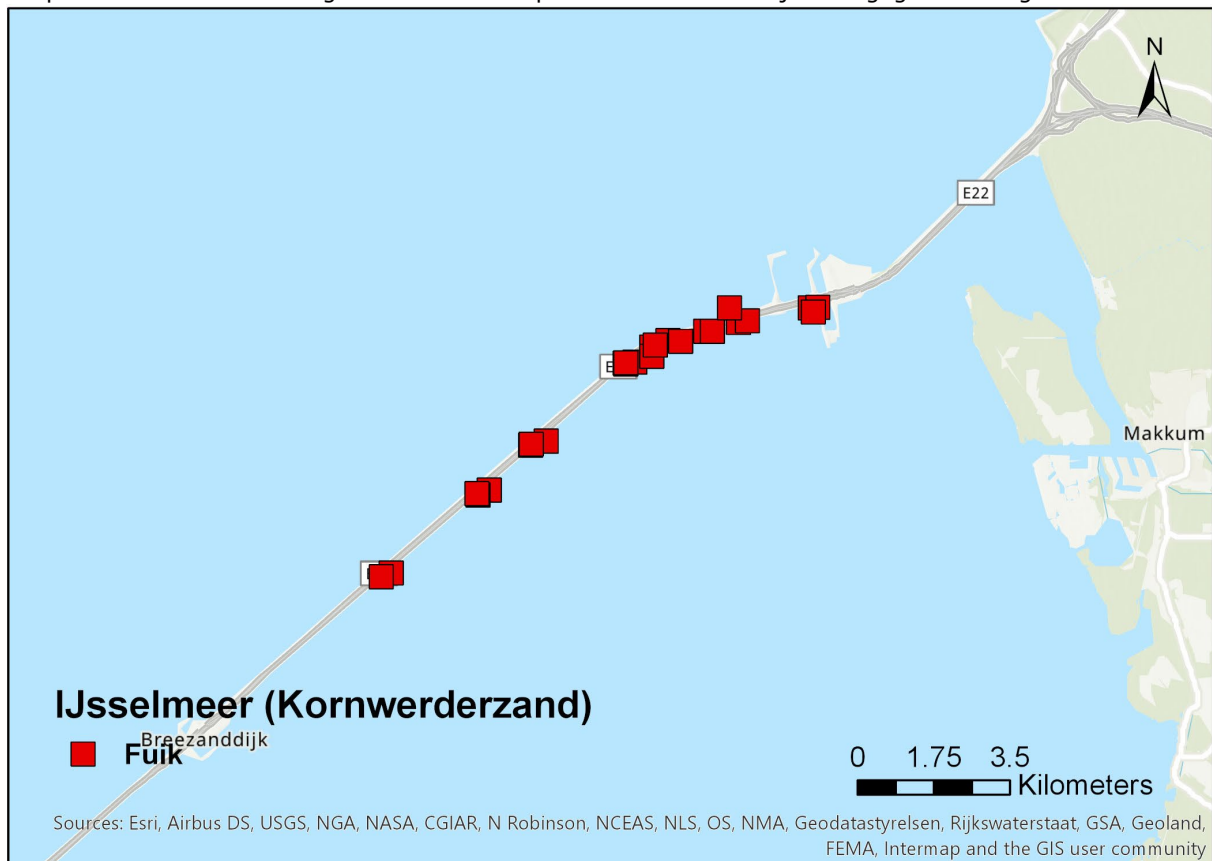 N
E22
Makkum
IJsselmeer (Kornwerderzand)
Breezanddijk
Fuik
0 1.75 3.5
Kilometers
Sources: Esri, Airbus DS, USGS, NGA, NASA, CGIAR, N Robinson, NCEAS, NLS, OS, NMA, Geodatastyrelsen, Rijkswaterstaat, GSA, Geoland,
FEMA, Intermap and the GIS user community